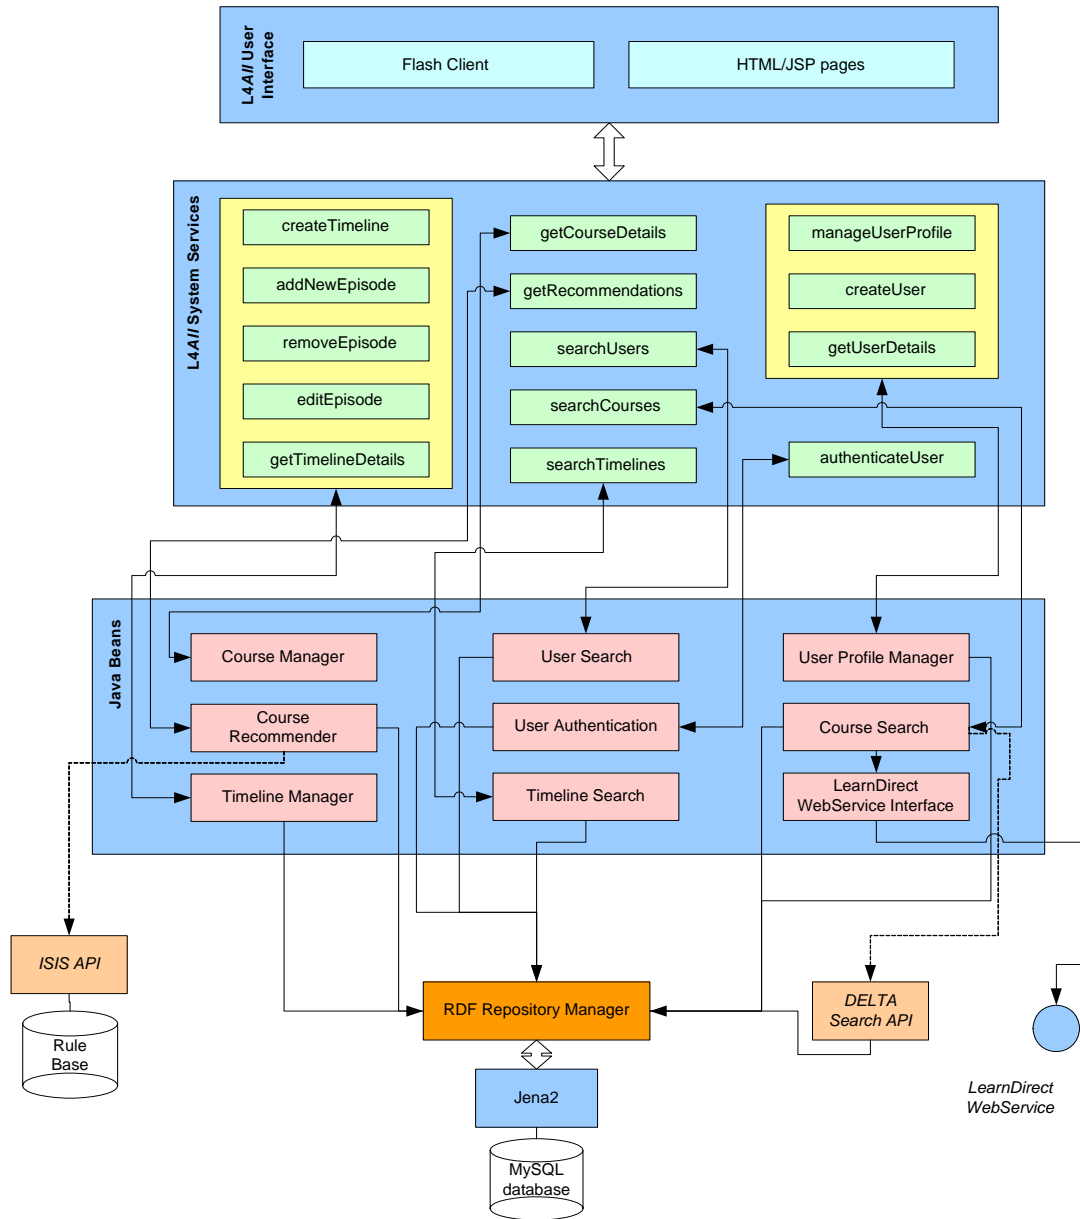 L4All User
Interface
Flash Client
HTML/JSP pages
L4All System Services
createTimeline
addNewEpisode
removeEpisode
editEpisode
getTimelineDetails
getCourseDetails
getRecommendations
searchUsers
searchCourses
searchTimelines
manageUserProfile
createUser
getUserDetails
authenticateUser
Java Beans
Course Manager
User Search
User Profile Manager
Course
Recommender
User Authentication
Course Search
Timeline Manager
Timeline Search
LearnDirect
WebService Interface
ISIS API
Rule
Base
RDF Repository Manager
DELTA
Search API
Jena2
MySQL
database
LearnDirect
WebService